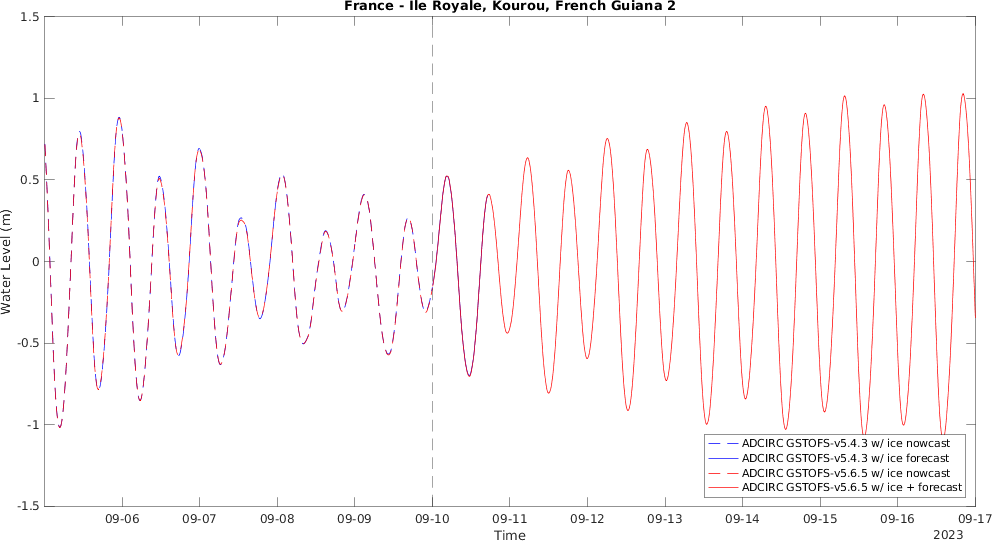 France - Ile Royale, Kourou, French Guiana 2
1.5
1
0.5
0
-0.5
-1
-1.5
Water Level (m)
ADCIRC GSTOFS-v5.4.3 w/ ice nowcast
ADCIRC GSTOFS-v5.4.3 w/ ice forecast
ADCIRC GSTOFS-v5.6.5 w/ ice nowcast
ADCIRC GSTOFS-v5.6.5 w/ ice + forecast
09-06 09-07 09-08 09-09 09-10 09-11 09-12 09-13 09-14 09-15 09-16 09-17
Time
2023